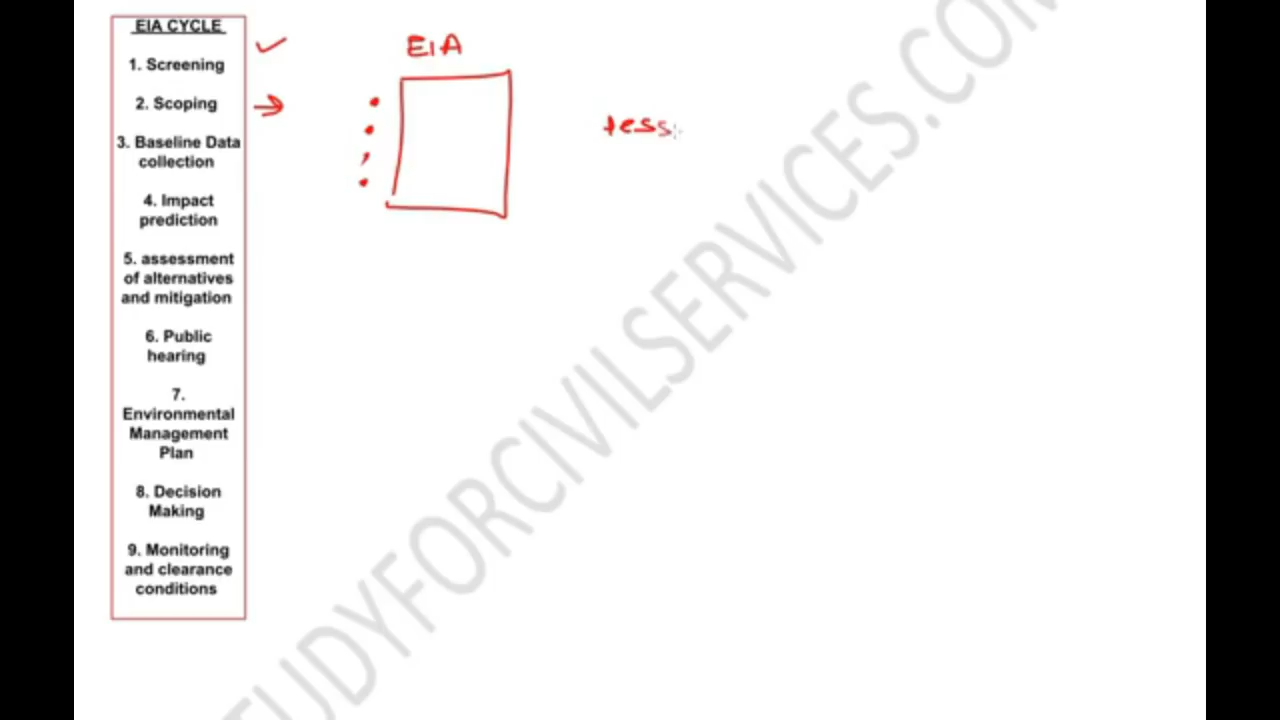 EIA CYCLE
1. Screening
2. Scoping
3. Baseline Data
collection
4. Impact
prediction
5. assessment
of alternatives
and mitigation
6. Public
hearing
7.
Environmental
Management
Plan
8. Decision
Making
9. Monitoring
and clearance
conditions
EIA
STUDYFORCIVILSERVICES.COM